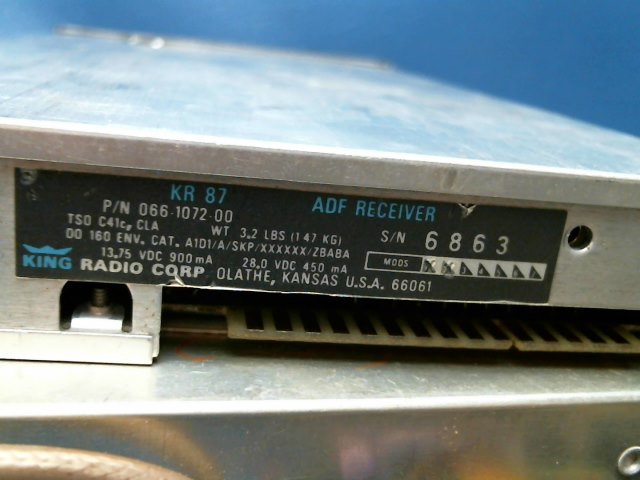 KR 87 ADF RECEIVER
P/N 066-1072-00
TSO C41c, CLA WT 3.2 LBS (1.47 KG) S/N 6863
DO 160 ENV. CAT. A1D1/A/SKP/XXXXXX/ZBABA
13.75 VDC 900 mA 28.0 VDC 450 mA MODS
KING RADIO CORP. OLATHE, KANSAS U.S.A. 66061